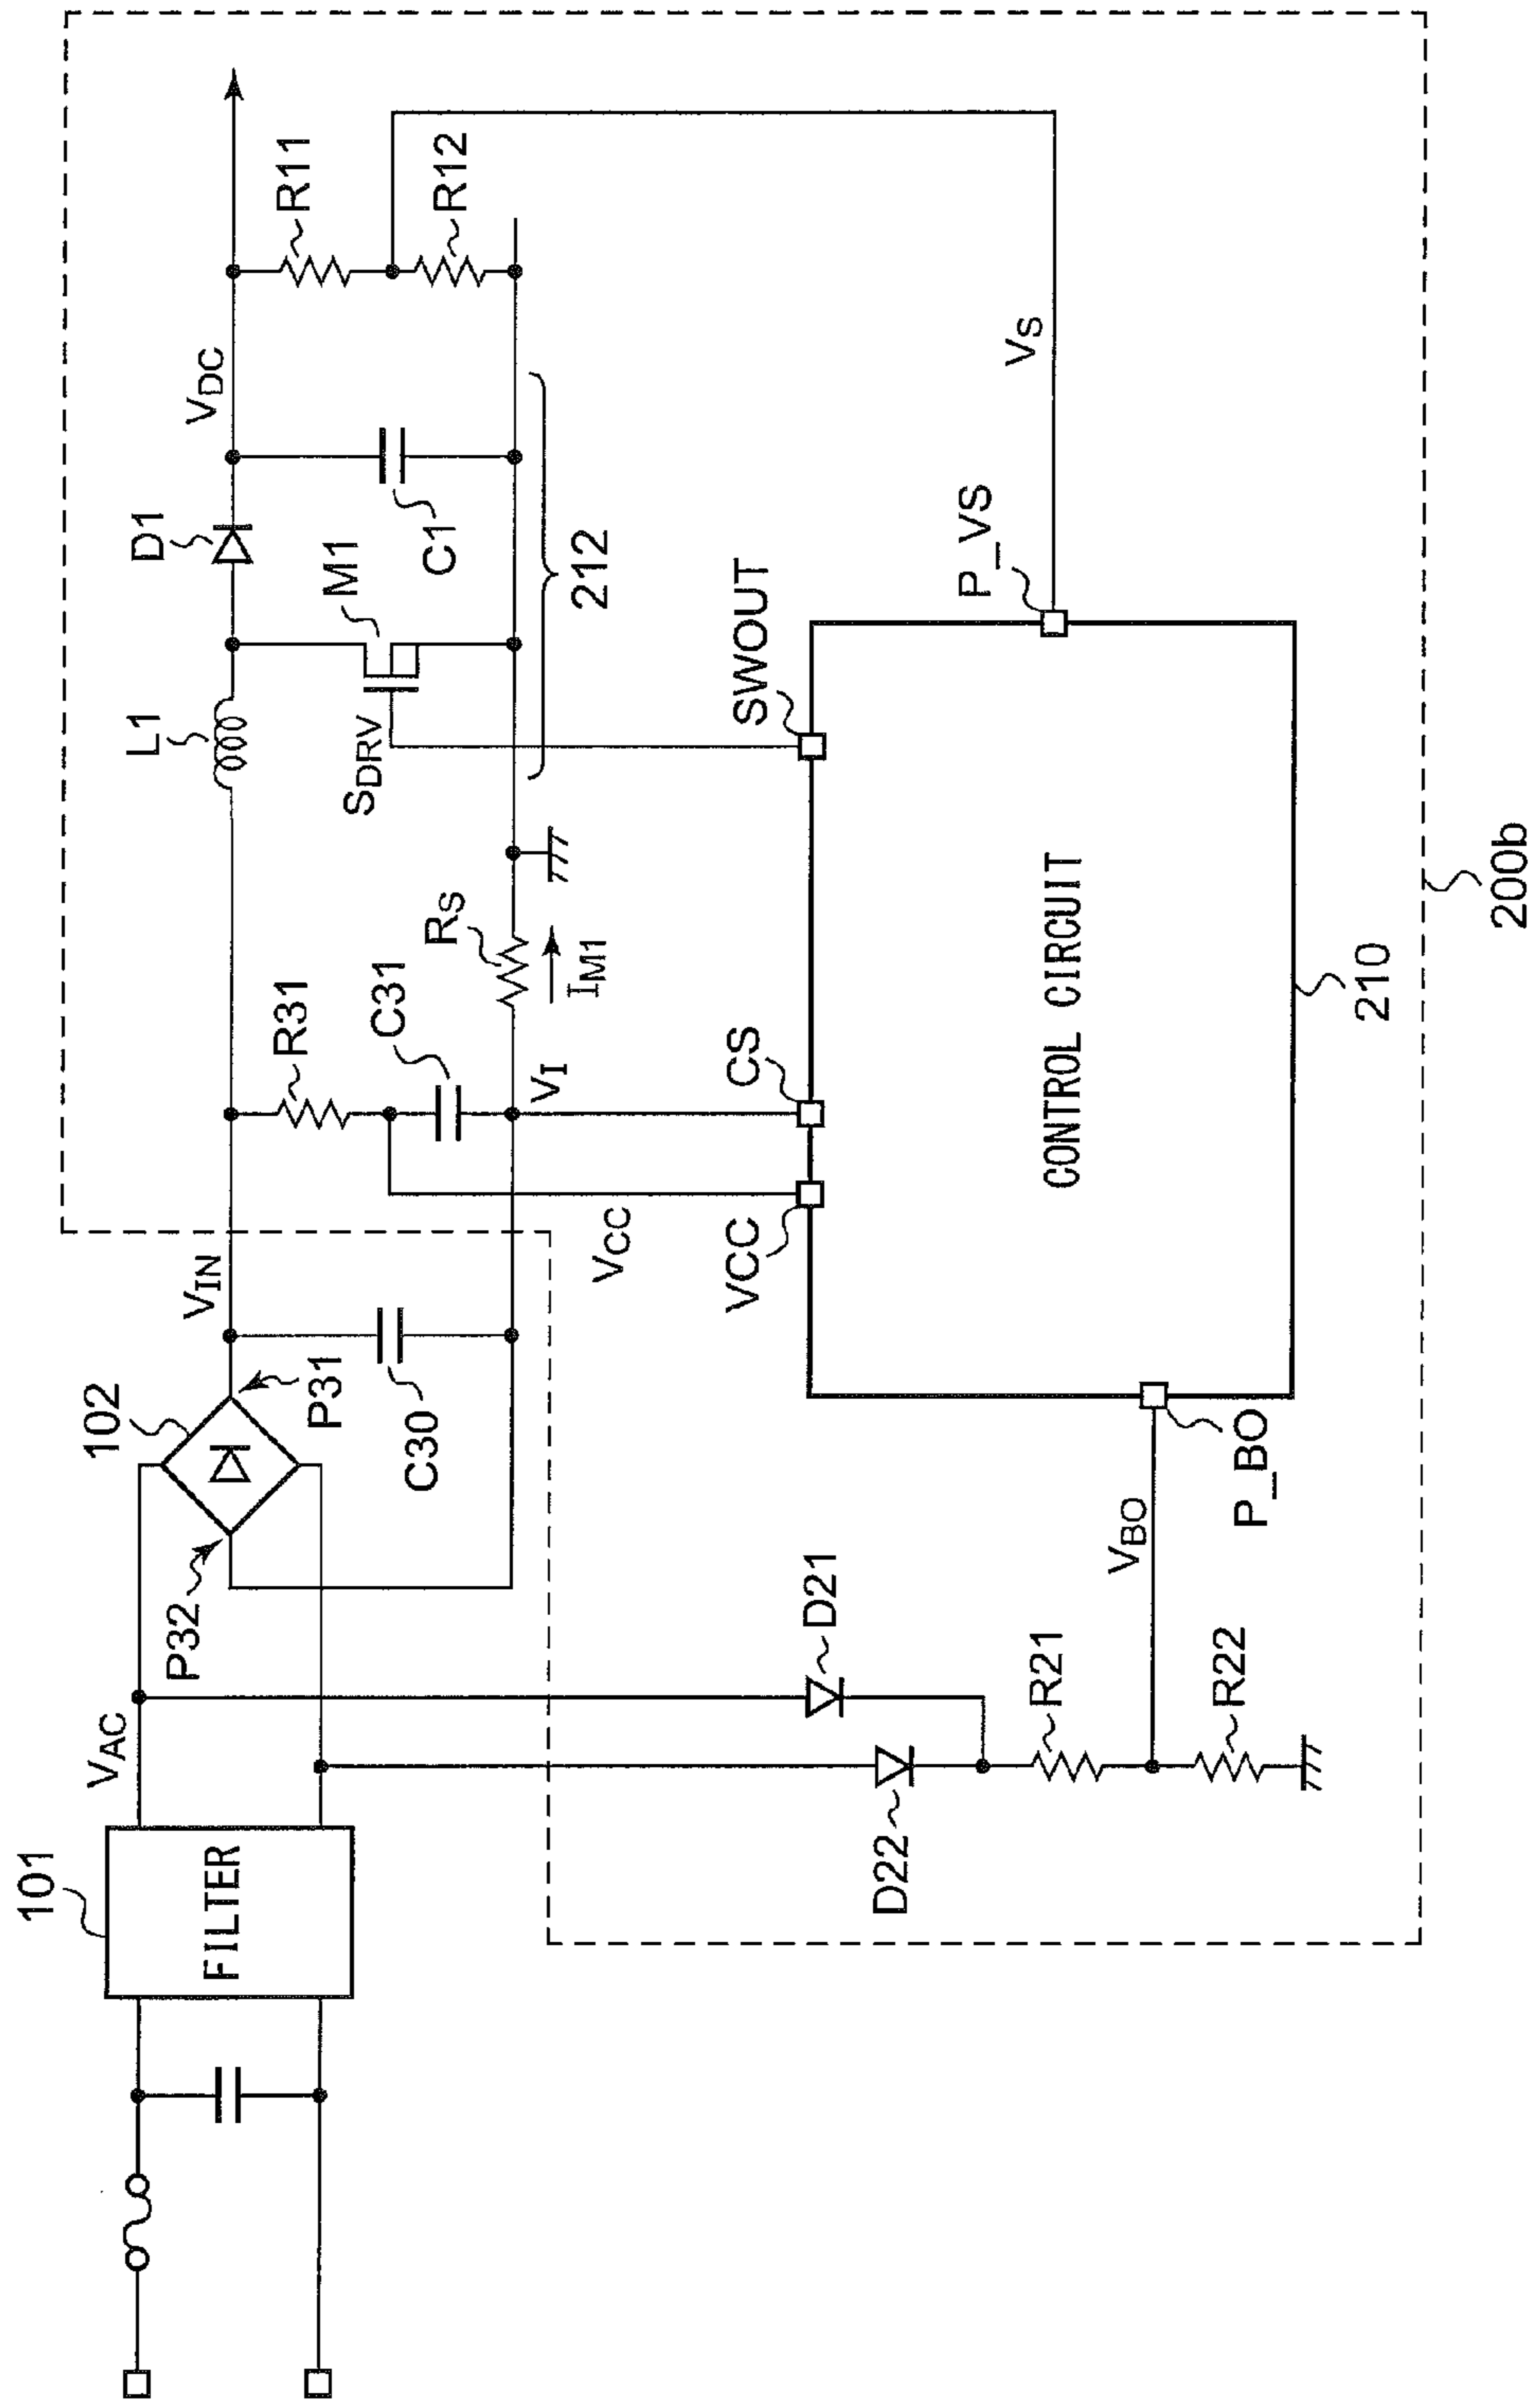 101
FILTER
VAC
102
P32
P31
C30
VIN
R31
C31
VI
RS
IM1
L1
SDRV
M1
D1
C1
212
VDC
R11
R12
VS
D21
D22
R21
R22
VBO
P_BO
VCC
VCC
CS
SWOUT
P_VS
CONTROL CIRCUIT
210
200b